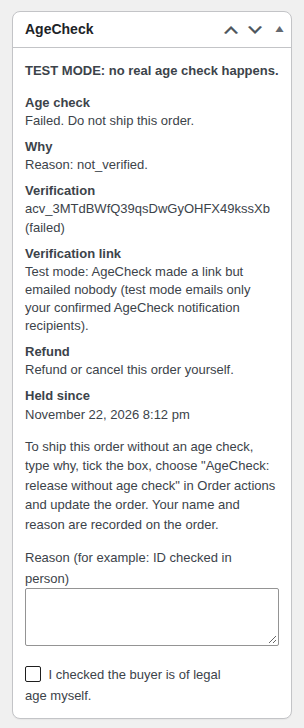 AgeCheck
TEST MODE: no real age check happens.
Age check
Failed. Do not ship this order.
Why
Reason: not_verified.
Verification
acv_3MTdBWfQ39qsDwGyOHFX49kssXb
(failed)
Verification link
Test mode: AgeCheck made a link but
emailed nobody (test mode emails only
your confirmed AgeCheck notification
recipients).
Refund
Refund or cancel this order yourself.
Held since
November 22, 2026 8:12 pm
To ship this order without an age check,
type why, tick the box, choose "AgeCheck:
release without age check" in Order actions
and update the order. Your name and
reason are recorded on the order.
Reason (for example: ID checked in
person)
I checked the buyer is of legal
age myself.